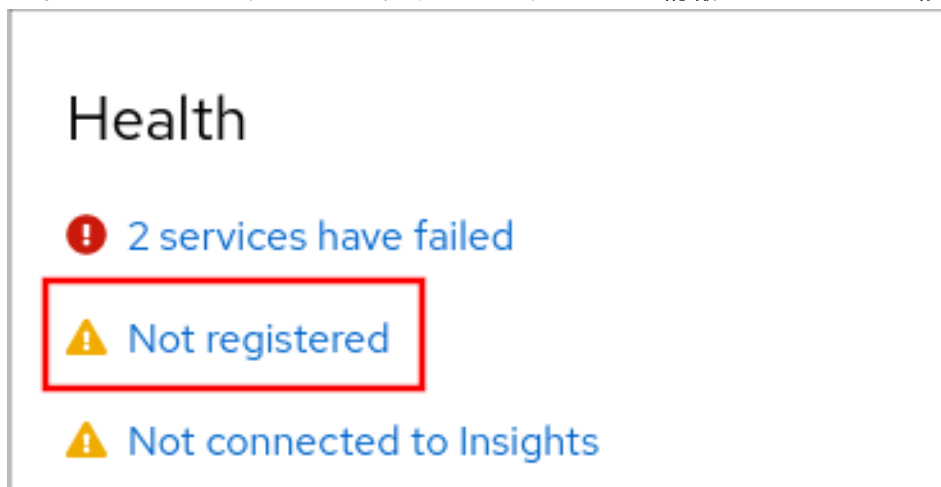 Health
2 services have failed
Not registered
Not connected to Insights